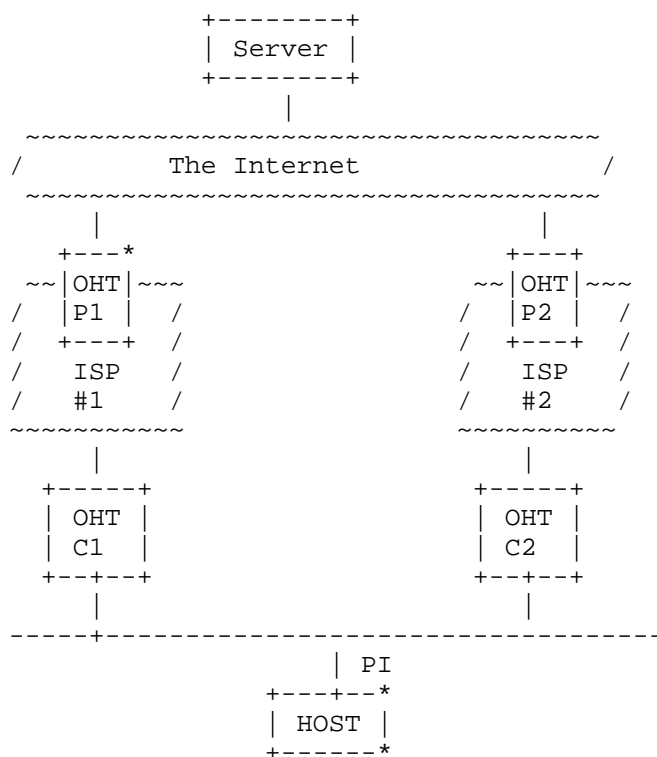 Server
The Internet
OHT OHT
P1 P2
ISP ISP
#1 #2
OHT OHT
C1 C2
PI
HOST